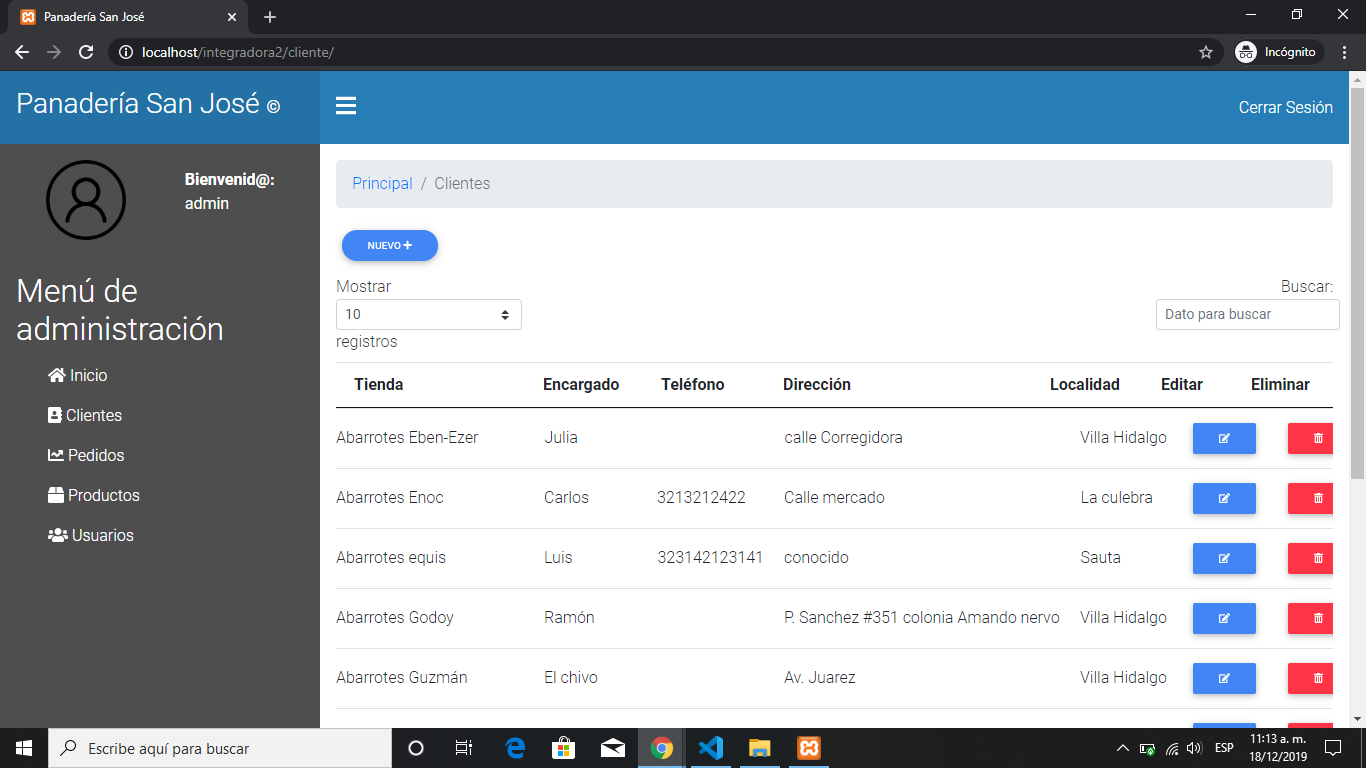 Panadería San José
localhost/integradora2/cliente/
Incógnito
Panadería San José ©
Cerrar Sesión
Bienvenid@:
admin
Menú de
administración
Inicio
Clientes
Pedidos
Productos
Usuarios
Principal / Clientes
NUEVO +
Mostrar
10
registros
Buscar:
Dato para buscar
Tienda Encargado Teléfono Dirección Localidad Editar Eliminar
Abarrotes Eben-Ezer Julia calle Corregidora Villa Hidalgo
Abarrotes Enoc Carlos 3213212422 Calle mercado La culebra
Abarrotes equis Luis 323142123141 conocido Sauta
Abarrotes Godoy Ramón P. Sanchez #351 colonia Amando nervo Villa Hidalgo
Abarrotes Guzmán El chivo Av. Juarez Villa Hidalgo
Escribe aquí para buscar
ESP
11:13 a. m.
18/12/2019